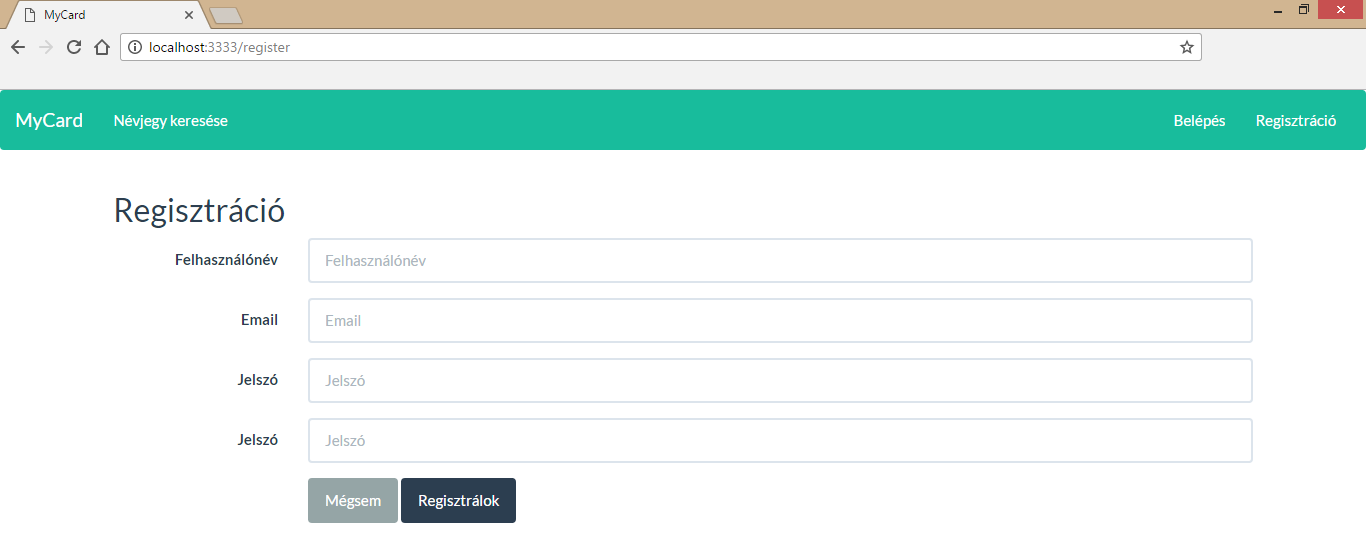 MyCard
localhost:3333/register
MyCard Névjegy keresése Belépés Regisztráció
Regisztráció
Felhasználónév Felhasználónév
Email Email
Jelszó Jelszó
Jelszó Jelszó
Mégsem Regisztrálok